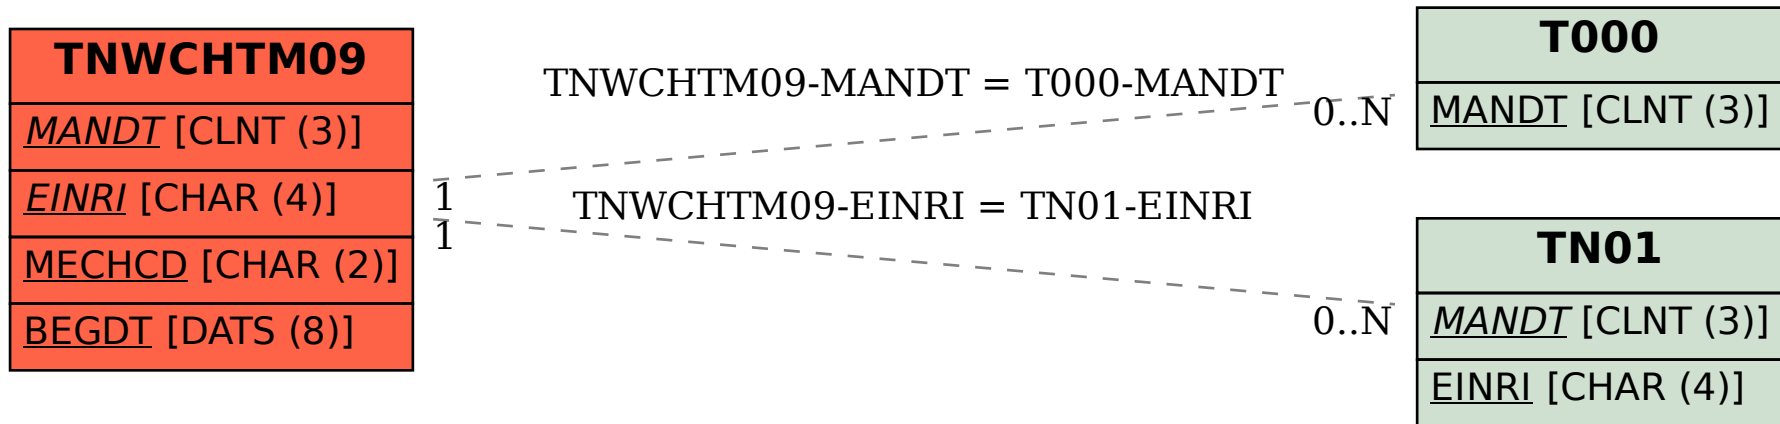 TNWCHTM09
MANDT [CLNT (3)]
EINRI [CHAR (4)]
MECHCD [CHAR (2)]
BEGDT [DATS (8)]
TNWCHTM09-MANDT = T000-MANDT
1
0..N
TNWCHTM09-EINRI = TN01-EINRI
1
0..N
T000
MANDT [CLNT (3)]
TN01
MANDT [CLNT (3)]
EINRI [CHAR (4)]